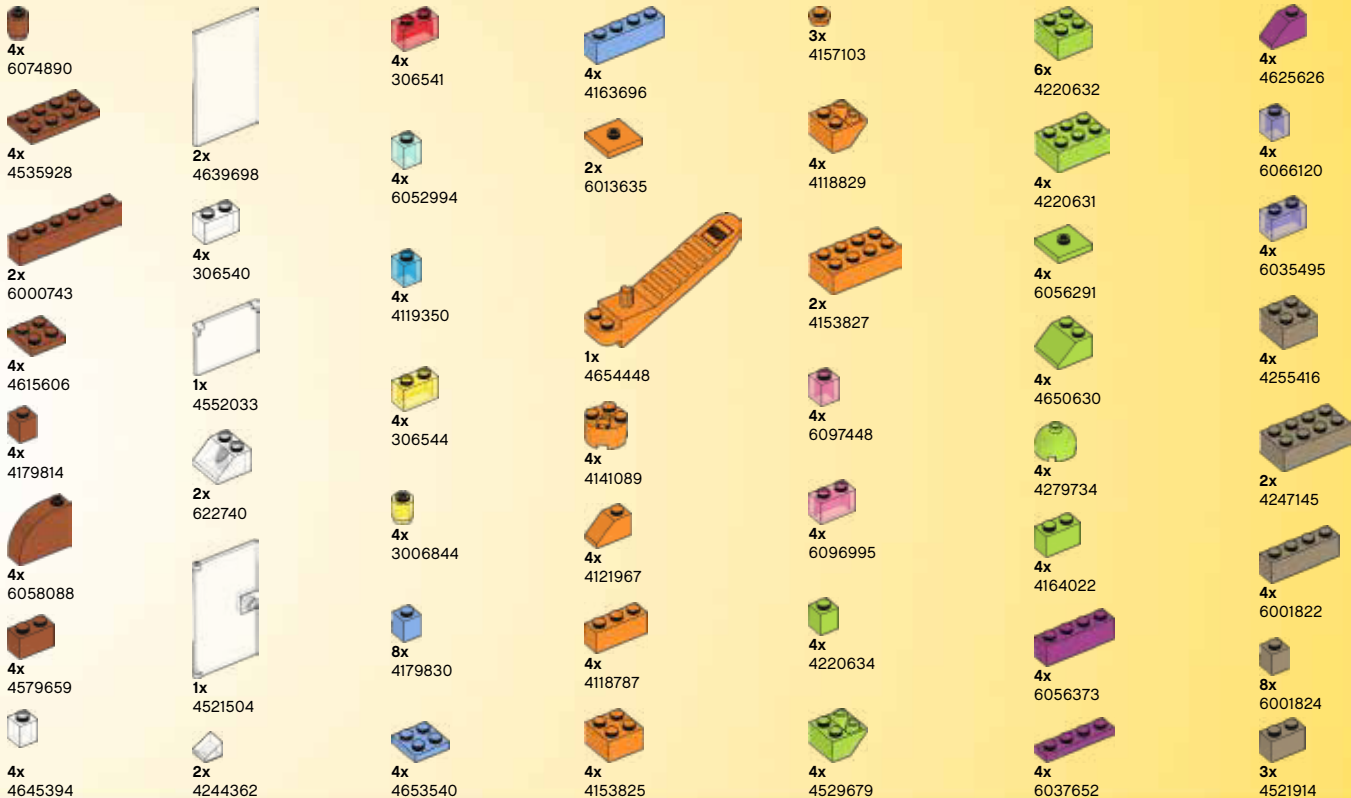 4x
6074890
4x
4535928
2x
6000743
4x
4615606
4x
4179814
4x
6058088
4x
4579659
4x
4645394
2x
4639698
4x
306540
1x
4552033
2x
622740
1x
4521504
2x
4244362
4x
306541
4x
6052994
4x
4119350
4x
306544
4x
3006844
8x
4179830
4x
4653540
4x
4163696
2x
6013635
1x
4654448
4x
4141089
4x
4121967
4x
4118787
4x
4153825
3x
4157103
4x
4118829
2x
4153827
4x
6097448
4x
6096995
4x
4220634
4x
4529679
6x
4220632
4x
4220631
4x
6056291
4x
4650630
4x
4279734
4x
4164022
4x
6056373
4x
6037652
4x
4625626
4x
6066120
4x
6035495
4x
4255416
2x
4247145
4x
6001822
8x
6001824
3x
4521914